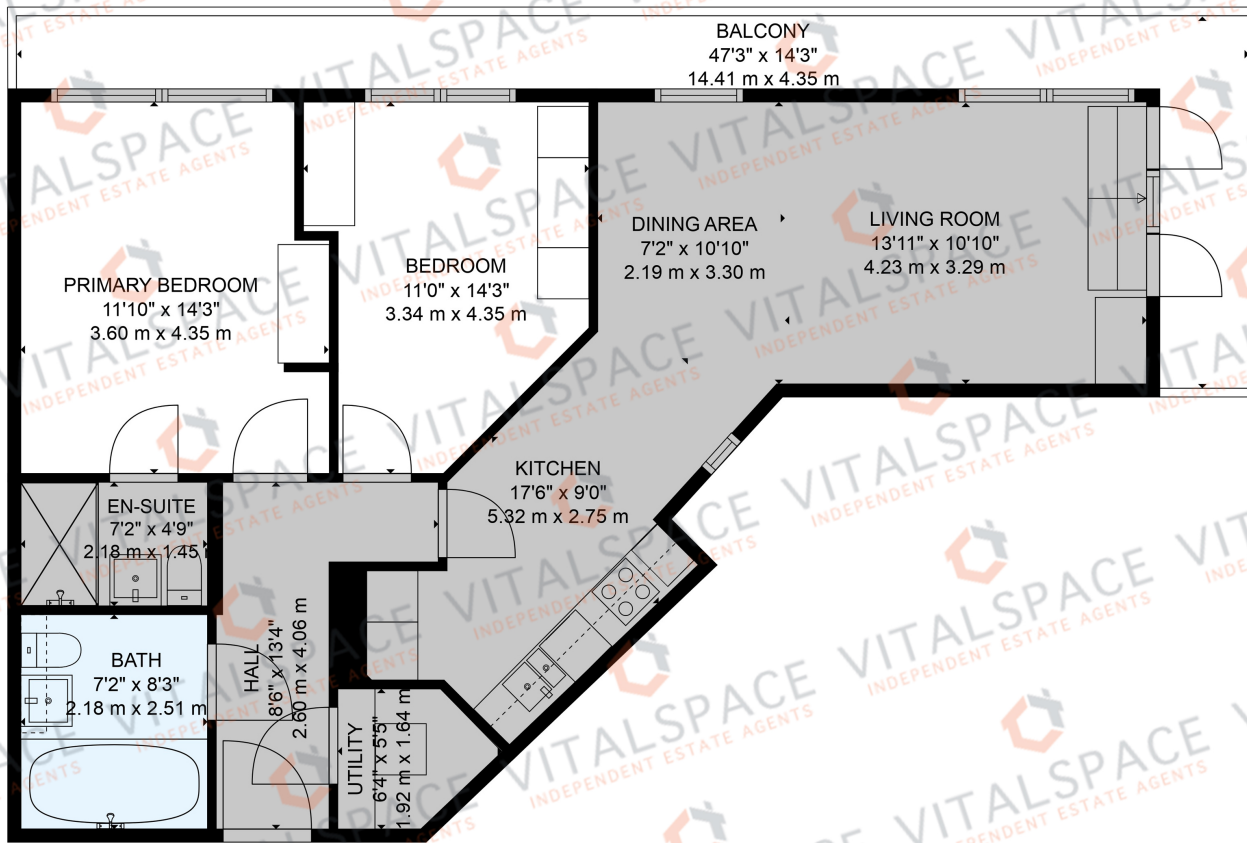 BALCONY
47'3" x 14'3"
14.41 m x 4.35 m
DINING AREA
7'2" x 10'10"
2.19 m x 3.30 m
LIVING ROOM
13'11" x 10'10"
4.23 m x 3.29 m
PRIMARY BEDROOM
11'10" x 14'3"
3.60 m x 4.35 m
BEDROOM
11'0" x 14'3"
3.34 m x 4.35 m
KITCHEN
17'6" x 9'0"
5.32 m x 2.75 m
EN-SUITE
7'2" x 4'9"
2.18 m x 1.45 m
BATH
7'2" x 8'3"
2.18 m x 2.51 m
HALL
8'6" x 13'4"
2.60 m x 4.06 m
UTILITY
6'4" x 5'5"
1.92 m x 1.64 m
VITALSPACE
INDEPENDENT ESTATE AGENTS